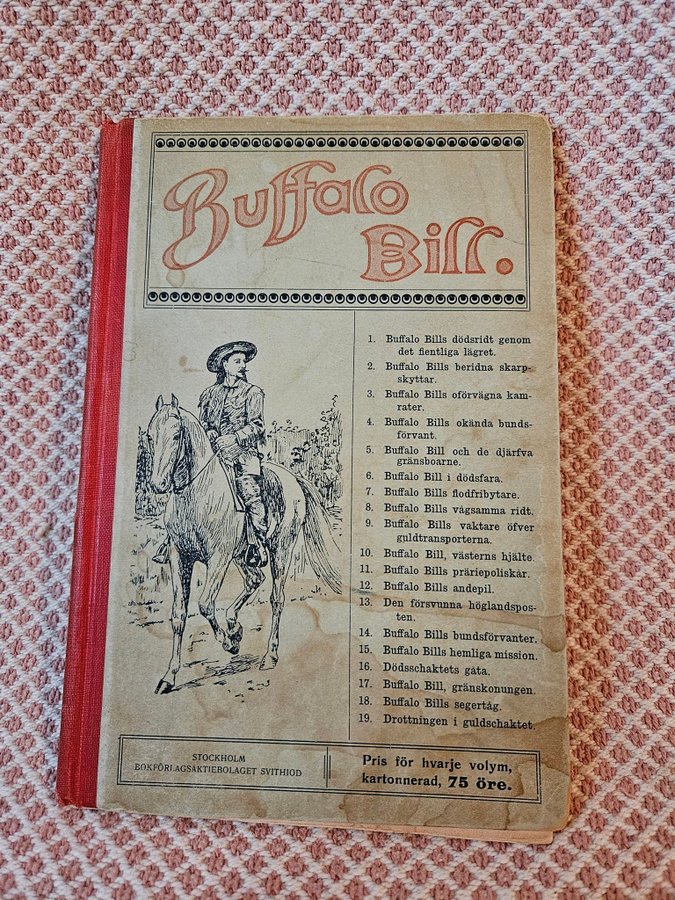 Buffalo
Bill.
1. Buffalo Bills dödsridt genom
det fientliga lägret.
2. Buffalo Bills beridna skarp-
skyttar.
3. Buffalo Bills oförvägna kam-
rater.
4. Buffalo Bills okända bunds-
förvant.
5. Buffalo Bill och de djärfva
gränsboarne.
6. Buffalo Bill i dödsfara.
7. Buffalo Bills flodfribytare.
8. Buffalo Bills vågsamma ridt.
9. Buffalo Bills vaktare öfver
guldtransporterna.
10. Buffalo Bill, västerns hjälte.
11. Buffalo Bills präriepoliskår.
12. Buffalo Bills andepil.
13. Den försvunna höglandspos-
ten.
14. Buffalo Bills bundsförvanter.
15. Buffalo Bills hemliga mission.
16. Dödsschaktets gåta.
17. Buffalo Bill, gränskonungen.
18. Buffalo Bills segertåg.
19. Drottningen i guldschaktet.
STOCKHOLM
BOKFÖRLAGSAKTIEBOLAGET SVITHIOD
Pris för hvarje volym,
kartonnerad, 75 öre.